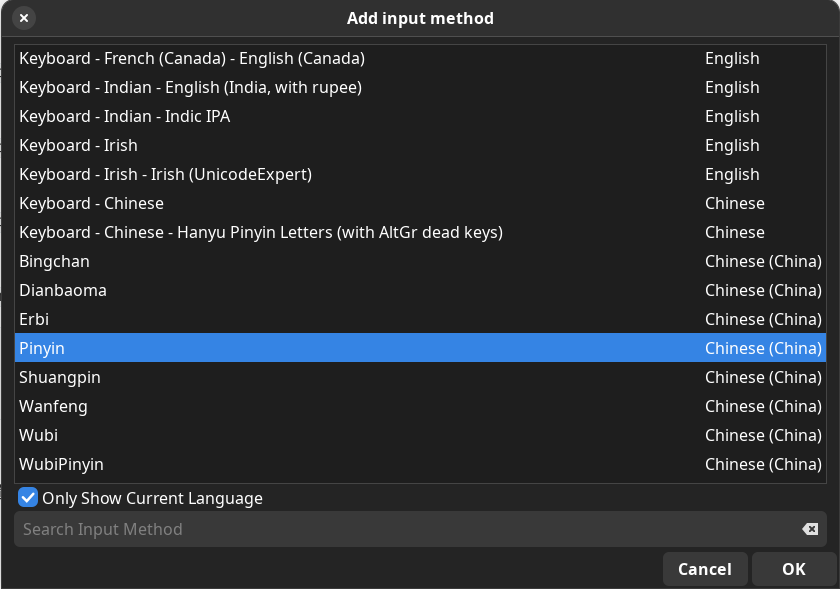 Add input method
Keyboard - French (Canada) - English (Canada) English
Keyboard - Indian - English (India, with rupee) English
Keyboard - Indian - Indic IPA English
Keyboard - Irish English
Keyboard - Irish - Irish (UnicodeExpert) English
Keyboard - Chinese Chinese
Keyboard - Chinese - Hanyu Pinyin Letters (with AltGr dead keys) Chinese
Bingchan Chinese (China)
Dianbaoma Chinese (China)
Erbi Chinese (China)
Pinyin Chinese (China)
Shuangpin Chinese (China)
Wanfeng Chinese (China)
Wubi Chinese (China)
WubiPinyin Chinese (China)
Only Show Current Language
Search Input Method
Cancel OK